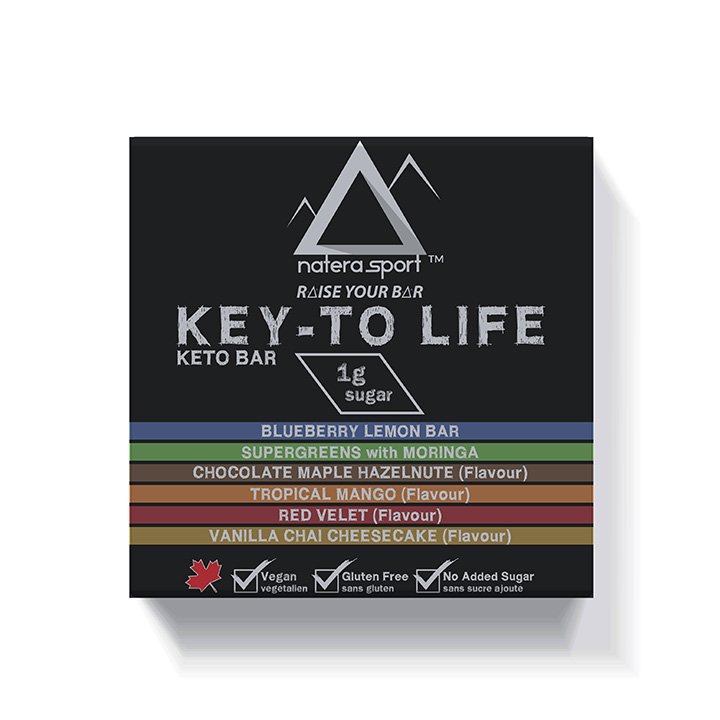 natera sport ™
RAISE YOUR BAR
KEY-TO LIFE
KETO BAR
1g
sugar
BLUEBERRY LEMON BAR
SUPERGREENS with MORINGA
CHOCOLATE MAPLE HAZELNUTE (Flavour)
TROPICAL MANGO (Flavour)
RED VELET (Flavour)
VANILLA CHAI CHEESECAKE (Flavour)
Vegan Gluten Free No Added Sugar
vegetalien sans gluten sans sucre ajoute